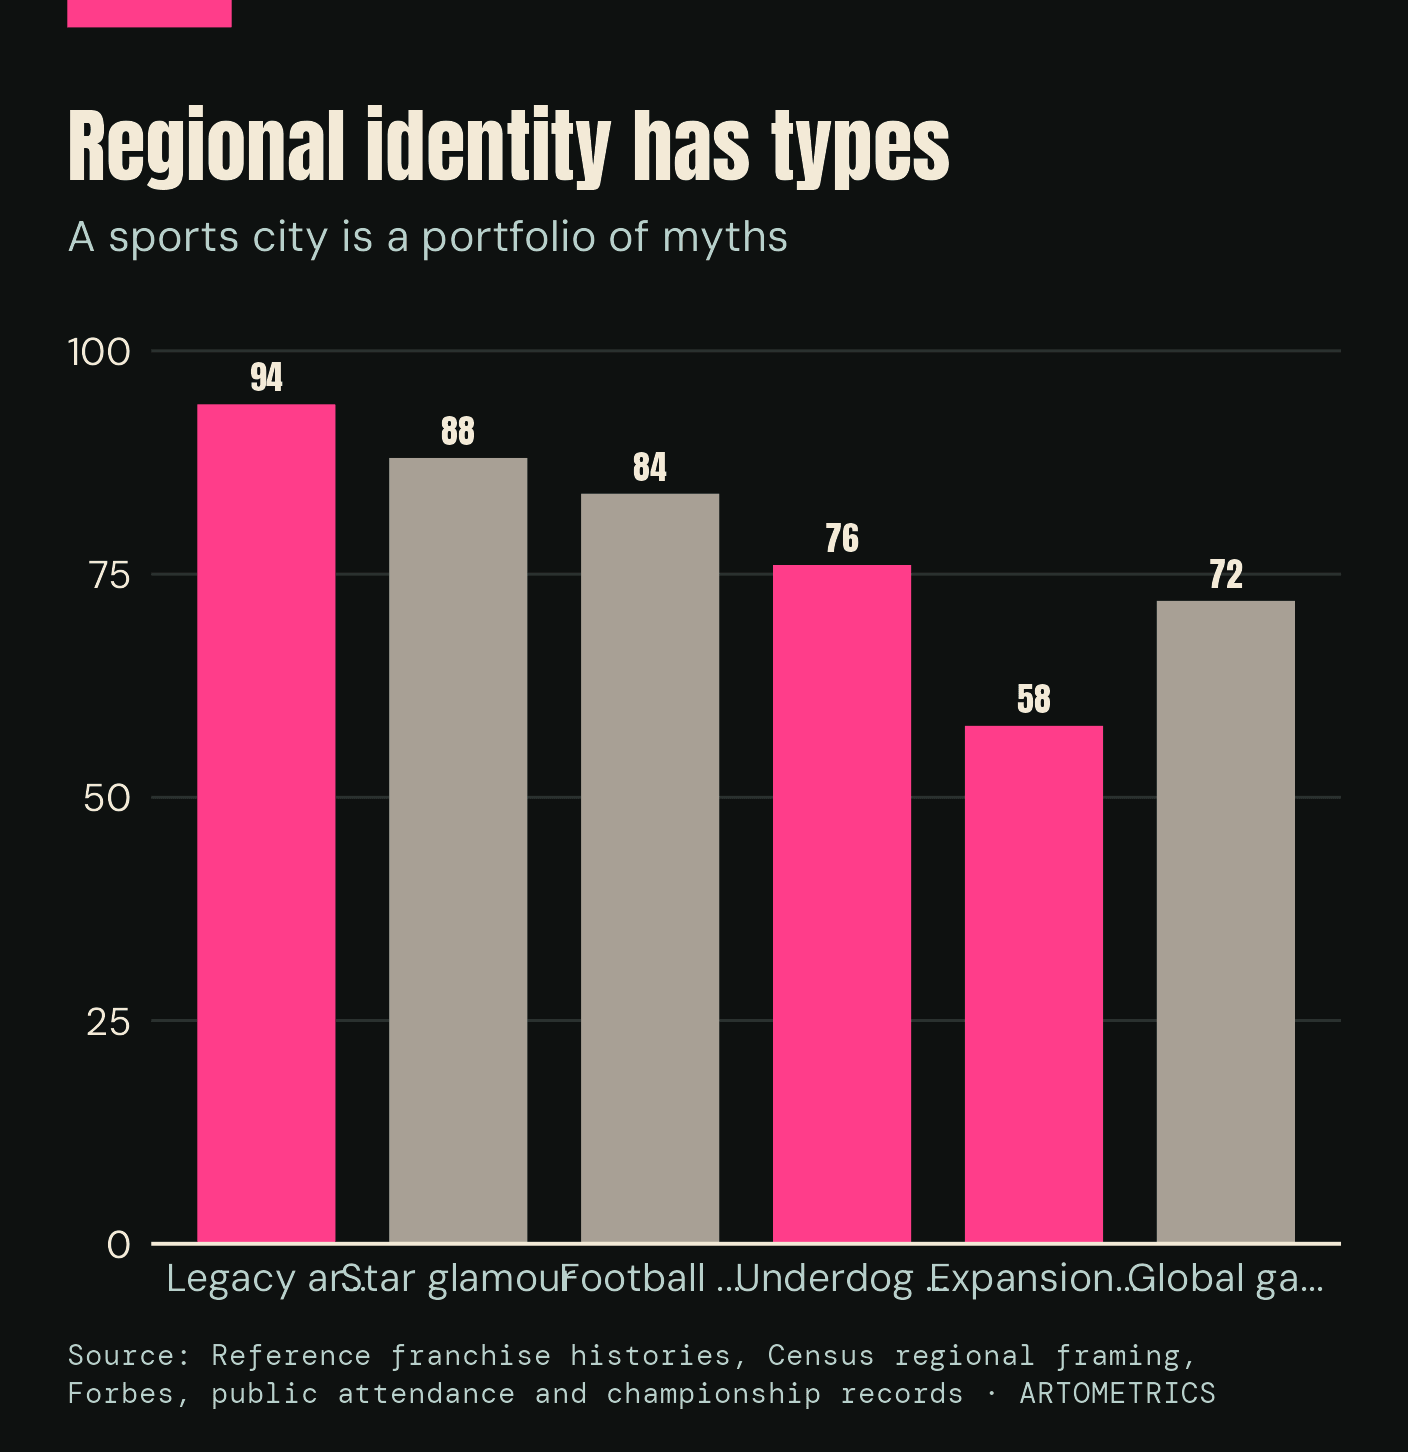 Regional identity has types
A sports city is a portfolio of myths
100
94
88
84
76
75
72
58
50
25
0
Legacy ar... Star glamour Football ... Underdog ... Expansion... Global ga...
Source: Reference franchise histories, Census regional framing,
Forbes, public attendance and championship records · ARTOMETRICS